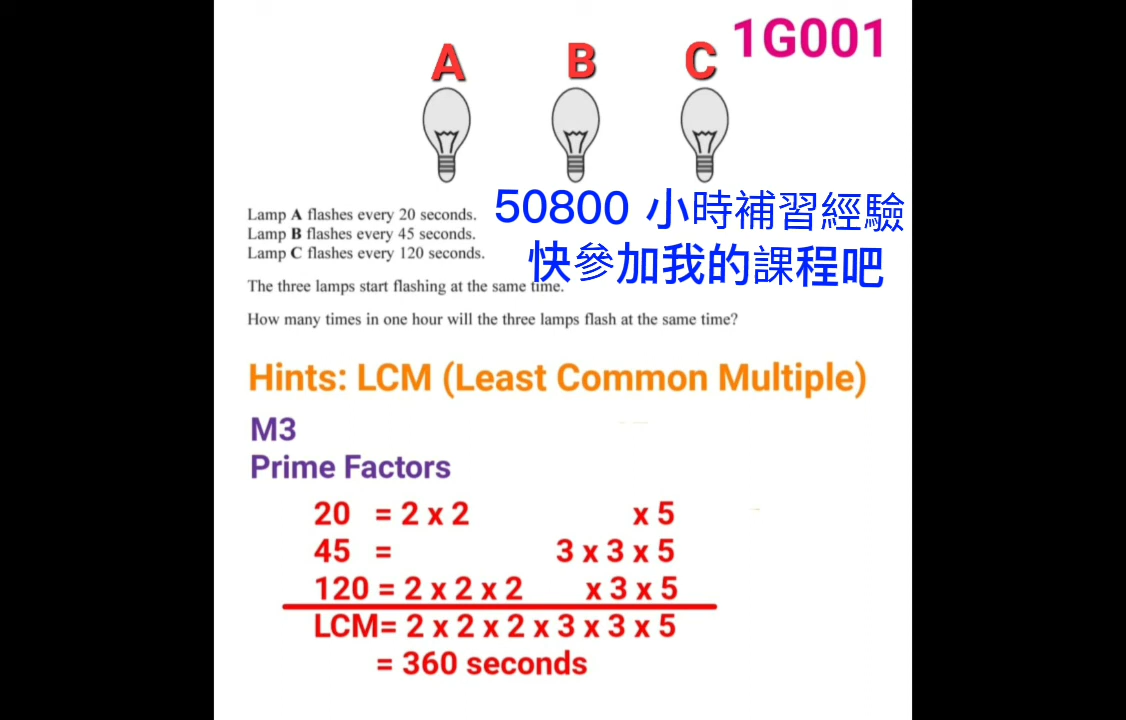 1G001
A B C
50800 小時補習經驗
快參加我的課程吧
Lamp A flashes every 20 seconds.
Lamp B flashes every 45 seconds.
Lamp C flashes every 120 seconds.
The three lamps start flashing at the same time.
How many times in one hour will the three lamps flash at the same time?
Hints: LCM (Least Common Multiple)
M3
Prime Factors
20 = 2 x 2 x 5
45 = 3 x 3 x 5
120 = 2 x 2 x 2 x 3 x 5
LCM= 2 x 2 x 2 x 3 x 3 x 5
= 360 seconds